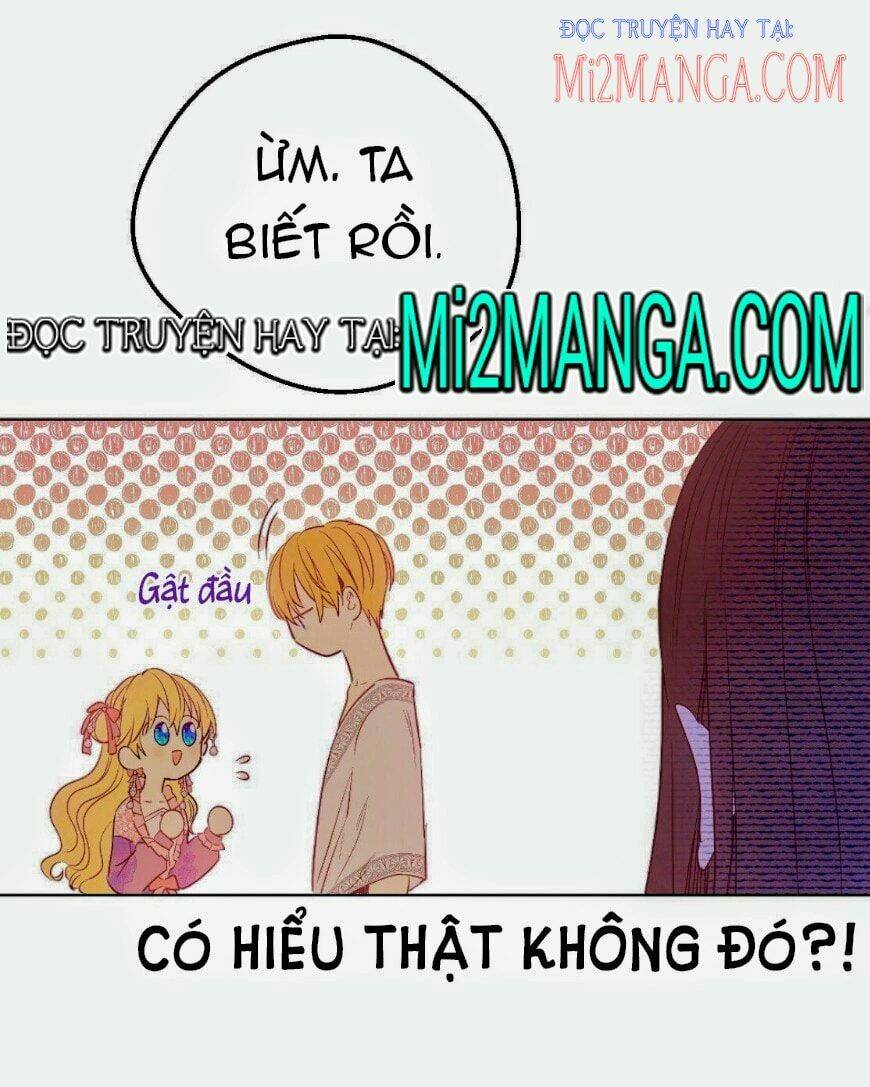 ĐỌC TRUYỆN HAY TẠI:
Mi2MANGA.COM
ỪM. TA
BIẾT RỒI.
ĐỌC TRUYỆN HAY TẠI:
Mi2MANGA.COM
Gật đầu
CÓ HIỂU THẬT KHÔNG ĐÓ?!